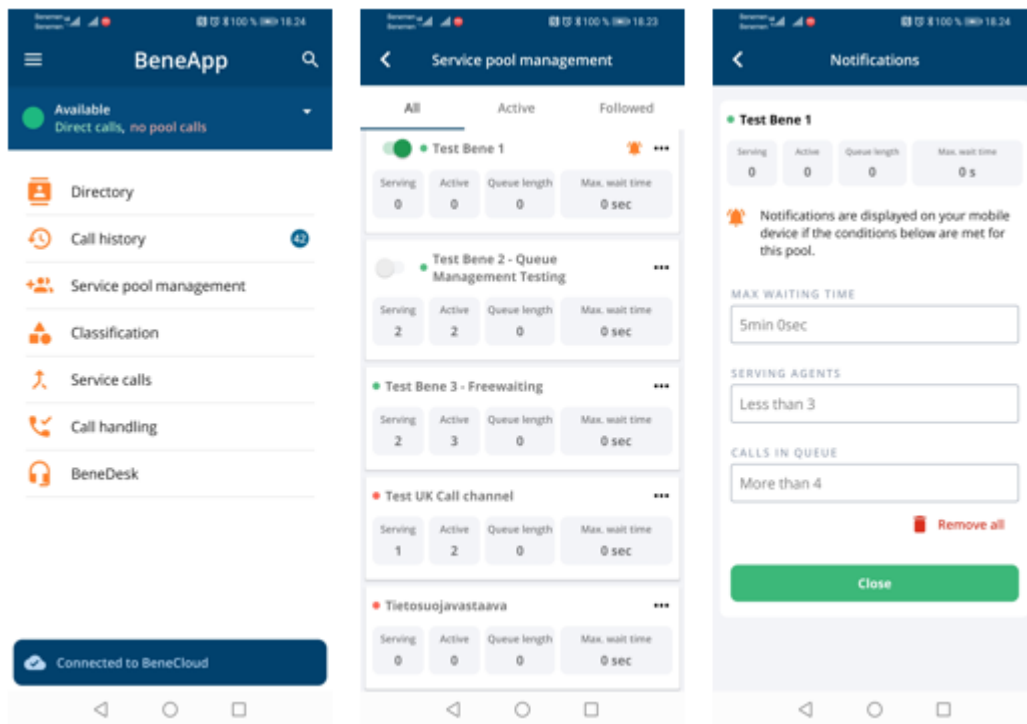 100 % 18.24
BeneApp
Available
Direct calls, no pool calls
Directory
Call history 42
Service pool management
Classification
Service calls
Call handling
BeneDesk
Connected to BeneCloud
100 % 18.23
Service pool management
All Active Followed
Test Bene 1
Serving Active Queue length Max. wait time
0 0 0 0 sec
Test Bene 2 - Queue
Management Testing
Serving Active Queue length Max. wait time
2 2 0 0 sec
Test Bene 3 - Freewaiting
Serving Active Queue length Max. wait time
2 3 0 0 sec
Test UK Call channel
Serving Active Queue length Max. wait time
1 2 0 0 sec
Tietosuojavastaava
Serving Active Queue length Max. wait time
0 0 0 0 sec
100 % 18.24
Notifications
Test Bene 1
Serving Active Queue length Max. wait time
0 0 0 0 s
Notifications are displayed on your mobile
device if the conditions below are met for
this pool.
MAX WAITING TIME
5min 0sec
SERVING AGENTS
Less than 3
CALLS IN QUEUE
More than 4
Remove all
Close